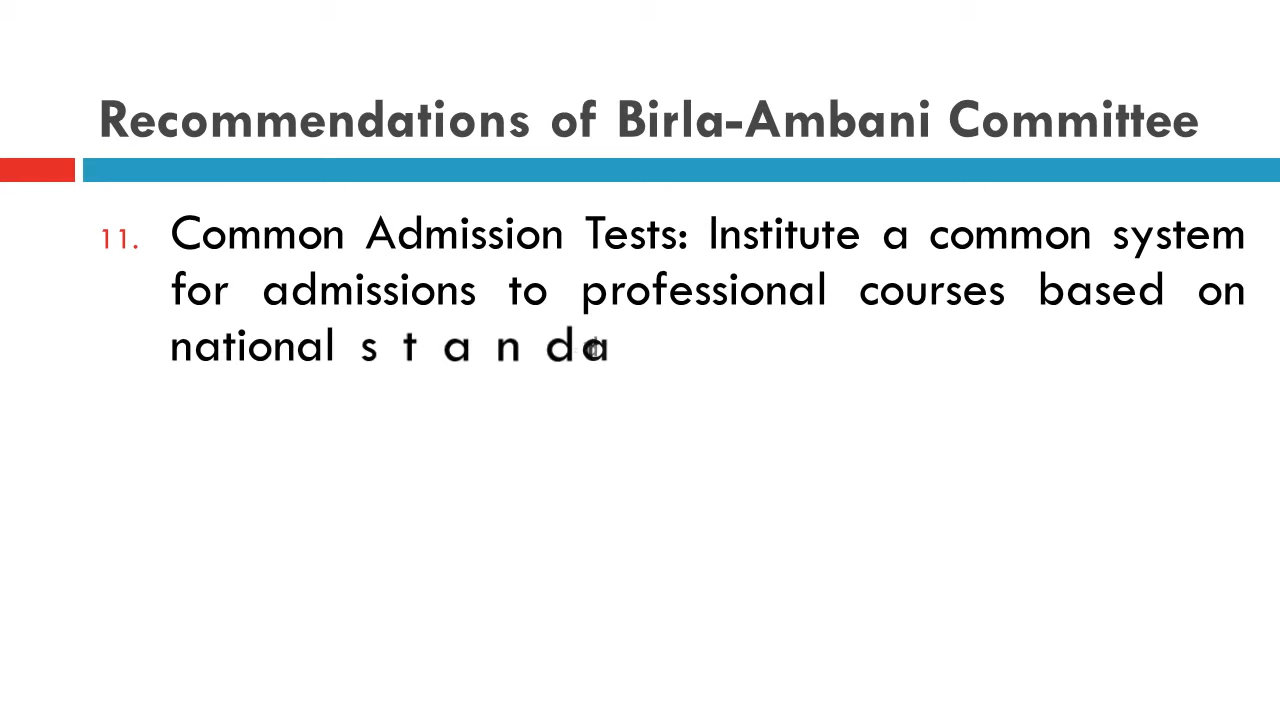 Recommendations of Birla-Ambani Committee
11. Common Admission Tests: Institute a common system
for admissions to professional courses based on
national s t a n d a